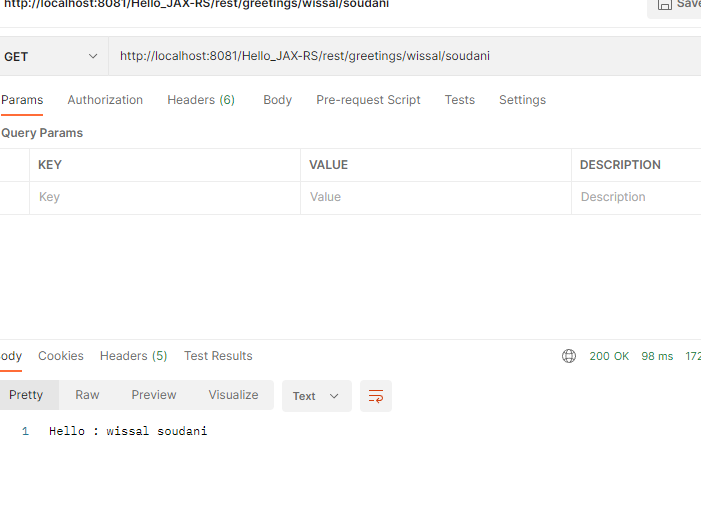 http://localhost:8081/Hello_JAX-RS/rest/greetings/wissal/soudani Save
GET http://localhost:8081/Hello_JAX-RS/rest/greetings/wissal/soudani
Params Authorization Headers (6) Body Pre-request Script Tests Settings
Query Params
KEY VALUE DESCRIPTION
Key Value Description
ody Cookies Headers (5) Test Results 200 OK 98 ms 172
Pretty Raw Preview Visualize Text
1 Hello : wissal soudani